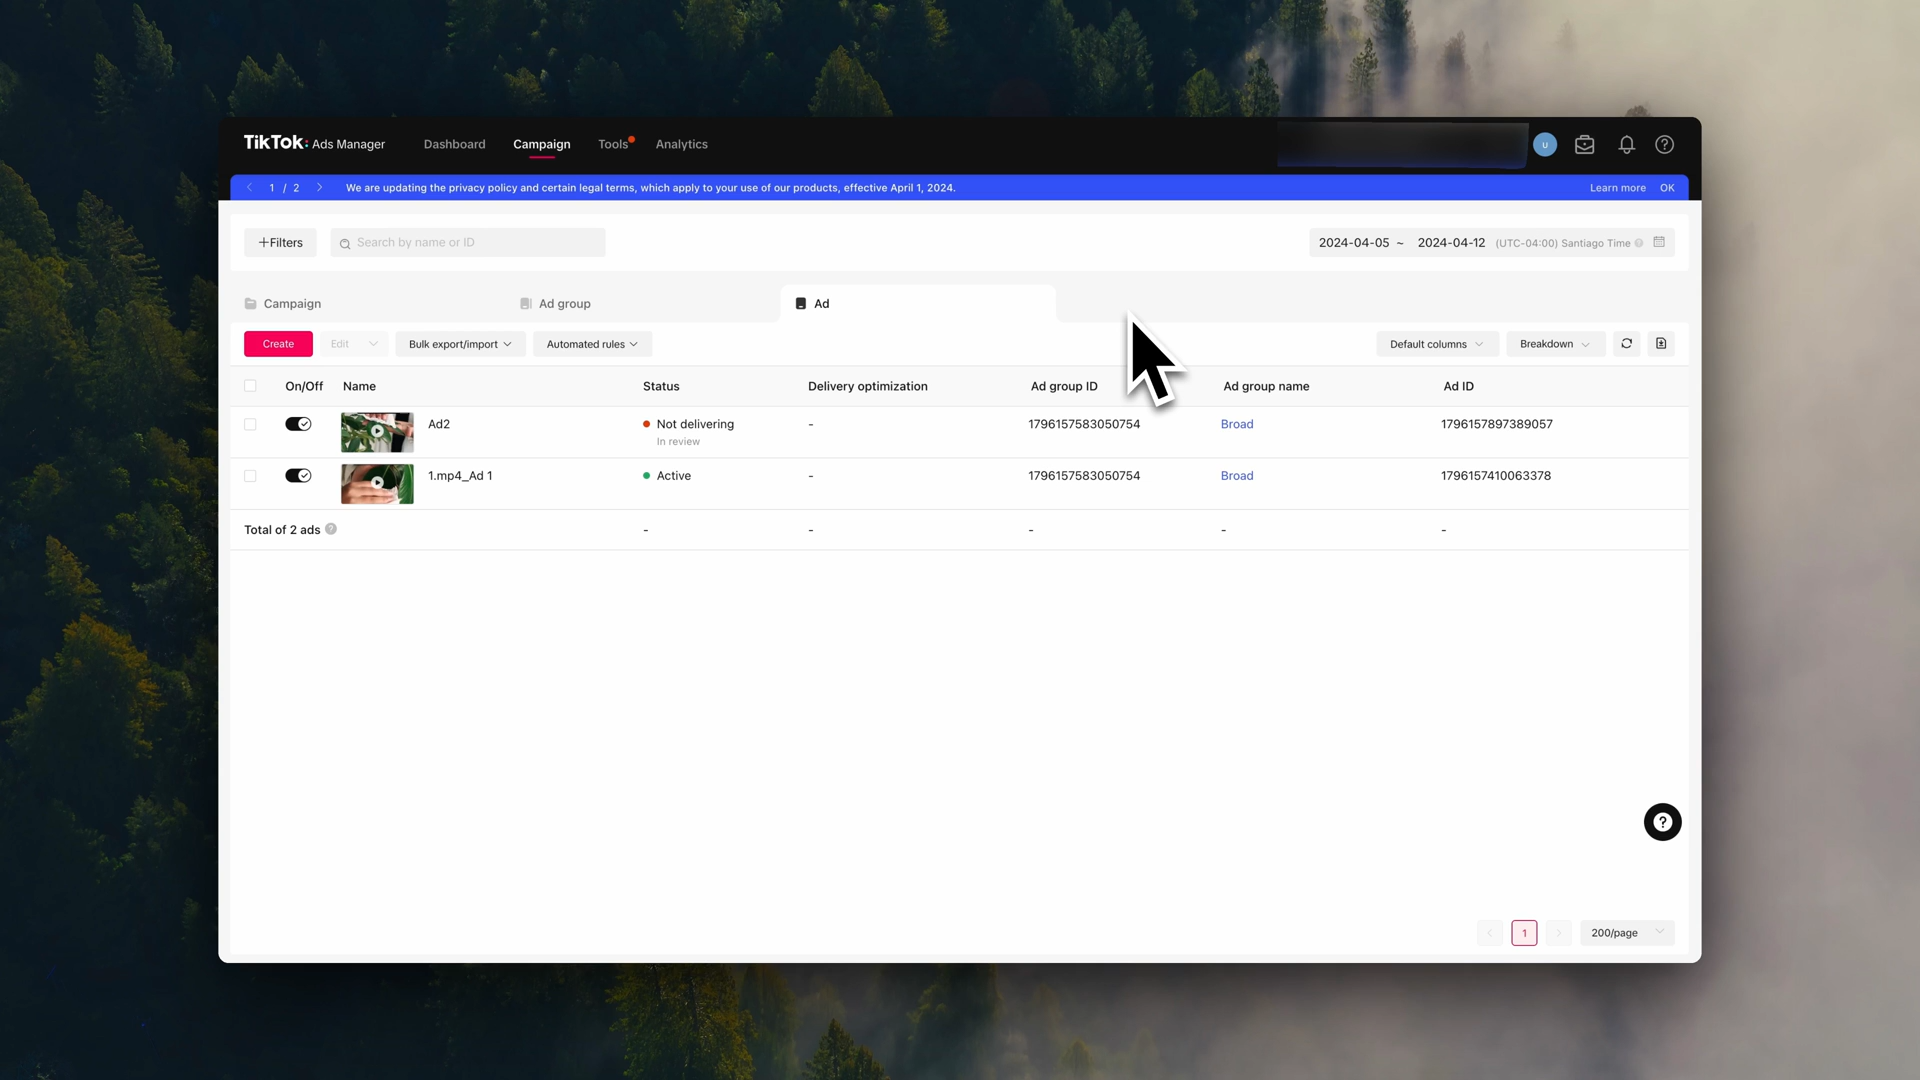 TikTok: Ads Manager Dashboard Campaign Tools Analytics U
1 / 2 We are updating the privacy policy and certain legal terms, which apply to your use of our products, effective April 1, 2024. Learn more OK
+Filters Search by name or ID 2024-04-05 ~ 2024-04-12 (UTC-04:00) Santiago Time
Campaign Ad group Ad
Create Edit Bulk export/import Automated rules Default columns Breakdown
On/Off Name Status Delivery optimization Ad group ID Ad group name Ad ID
Ad2 Not delivering - 1796157583050754 Broad 1796157897389057
In review
1.mp4_Ad 1 Active - 1796157583050754 Broad 1796157410063378
Total of 2 ads ? - - - - -
?
1 200/page